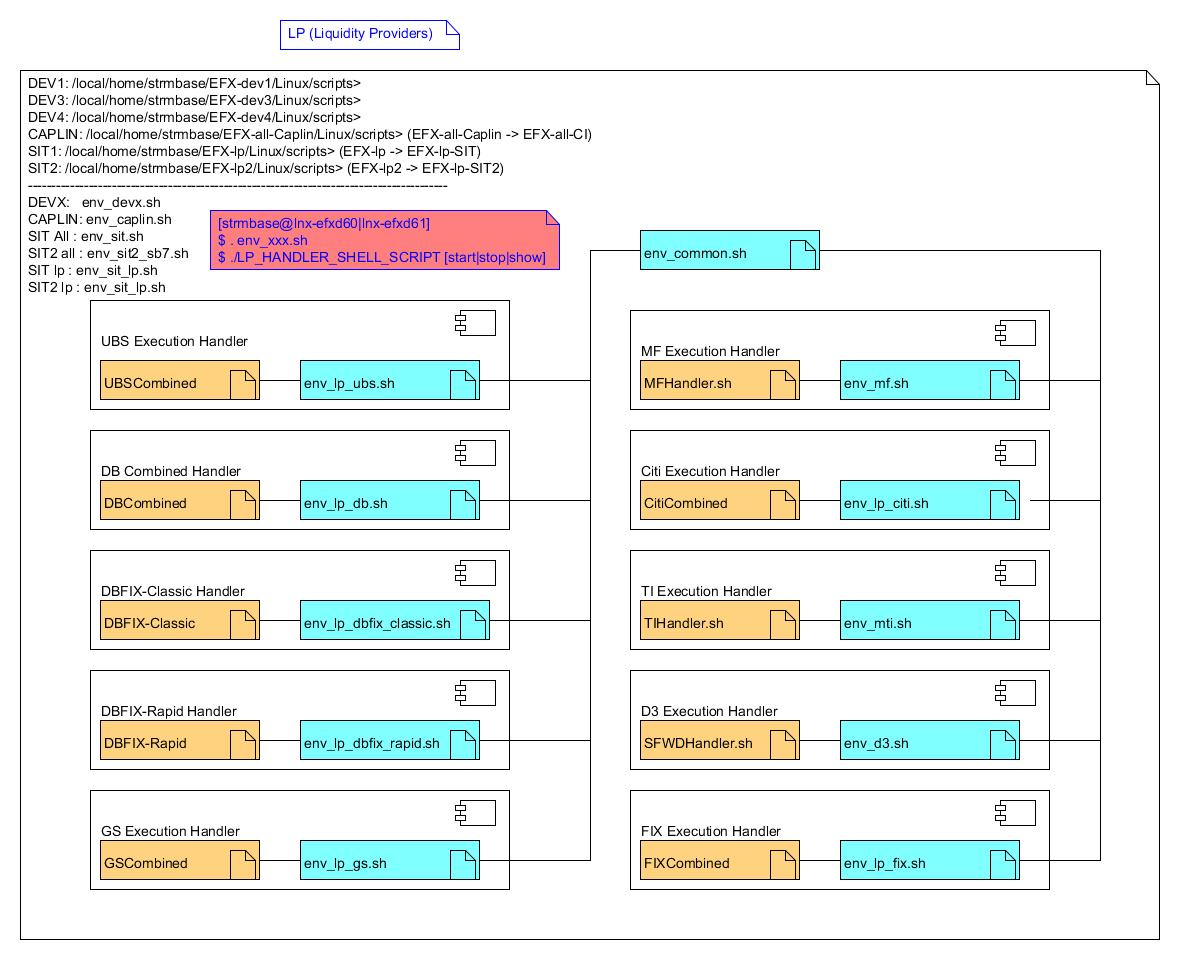 LP (Liquidity Providers)
DEV1: /local/home/strmbase/EFX-dev1/Linux/scripts>
DEV3: /local/home/strmbase/EFX-dev3/Linux/scripts>
DEV4: /local/home/strmbase/EFX-dev4/Linux/scripts>
CAPLIN: /local/home/strmbase/EFX-all-Caplin/Linux/scripts> (EFX-all-Caplin -> EFX-all-CI)
SIT1: /local/home/strmbase/EFX-lp/Linux/scripts> (EFX-lp -> EFX-lp-SIT)
SIT2: /local/home/strmbase/EFX-lp2/Linux/scripts> (EFX-lp2 -> EFX-lp-SIT2)
------------------------------------------------------------------------------------------
DEVX: env_devx.sh
CAPLIN: env_caplin.sh
SIT All : env_sit.sh
SIT2 all : env_sit2_sb7.sh
SIT lp : env_sit_lp.sh
SIT2 lp : env_sit_lp.sh
[strmbase@lnx-efxd60|lnx-efxd61]
$ . env_xxx.sh
$ ./LP_HANDLER_SHELL_SCRIPT [start|stop|show]
env_common.sh
UBS Execution Handler
UBSCombined
env_lp_ubs.sh
MF Execution Handler
MFHandler.sh
env_mf.sh
DB Combined Handler
DBCombined
env_lp_db.sh
Citi Execution Handler
CitiCombined
env_lp_citi.sh
DBFIX-Classic Handler
DBFIX-Classic
env_lp_dbfix_classic.sh
TI Execution Handler
TIHandler.sh
env_mti.sh
DBFIX-Rapid Handler
DBFIX-Rapid
env_lp_dbfix_rapid.sh
D3 Execution Handler
SFWDHandler.sh
env_d3.sh
GS Execution Handler
GSCombined
env_lp_gs.sh
FIX Execution Handler
FIXCombined
env_lp_fix.sh